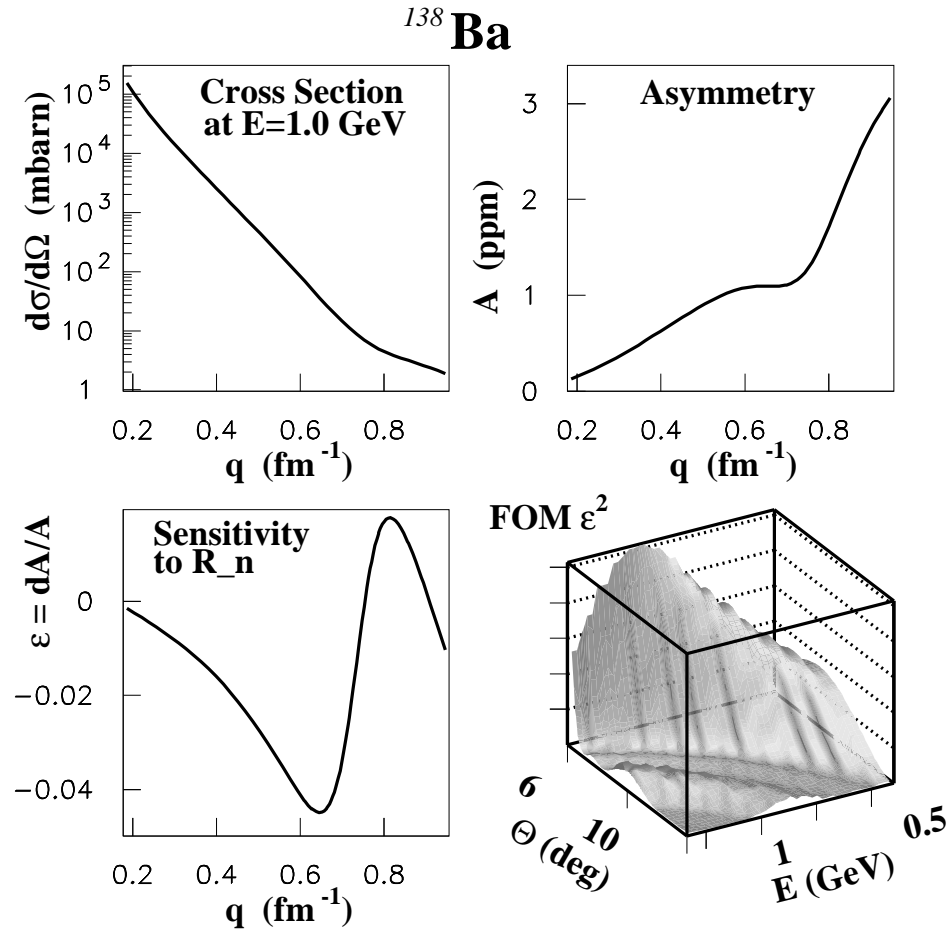 138Ba
Cross Section
at E=1.0 GeV
dσ/dΩ (mbarn)
10^5
10^4
10^3
10^2
10
1
0.2 0.4 0.6 0.8
q (fm^-1)
Asymmetry
A (ppm)
3
2
1
0
0.2 0.4 0.6 0.8
q (fm^-1)
Sensitivity
to R_n
ε = dA/A
0
−0.02
−0.04
0.2 0.4 0.6 0.8
q (fm^-1)
FOM ε^2
6
10
Θ (deg)
1
0.5
E (GeV)